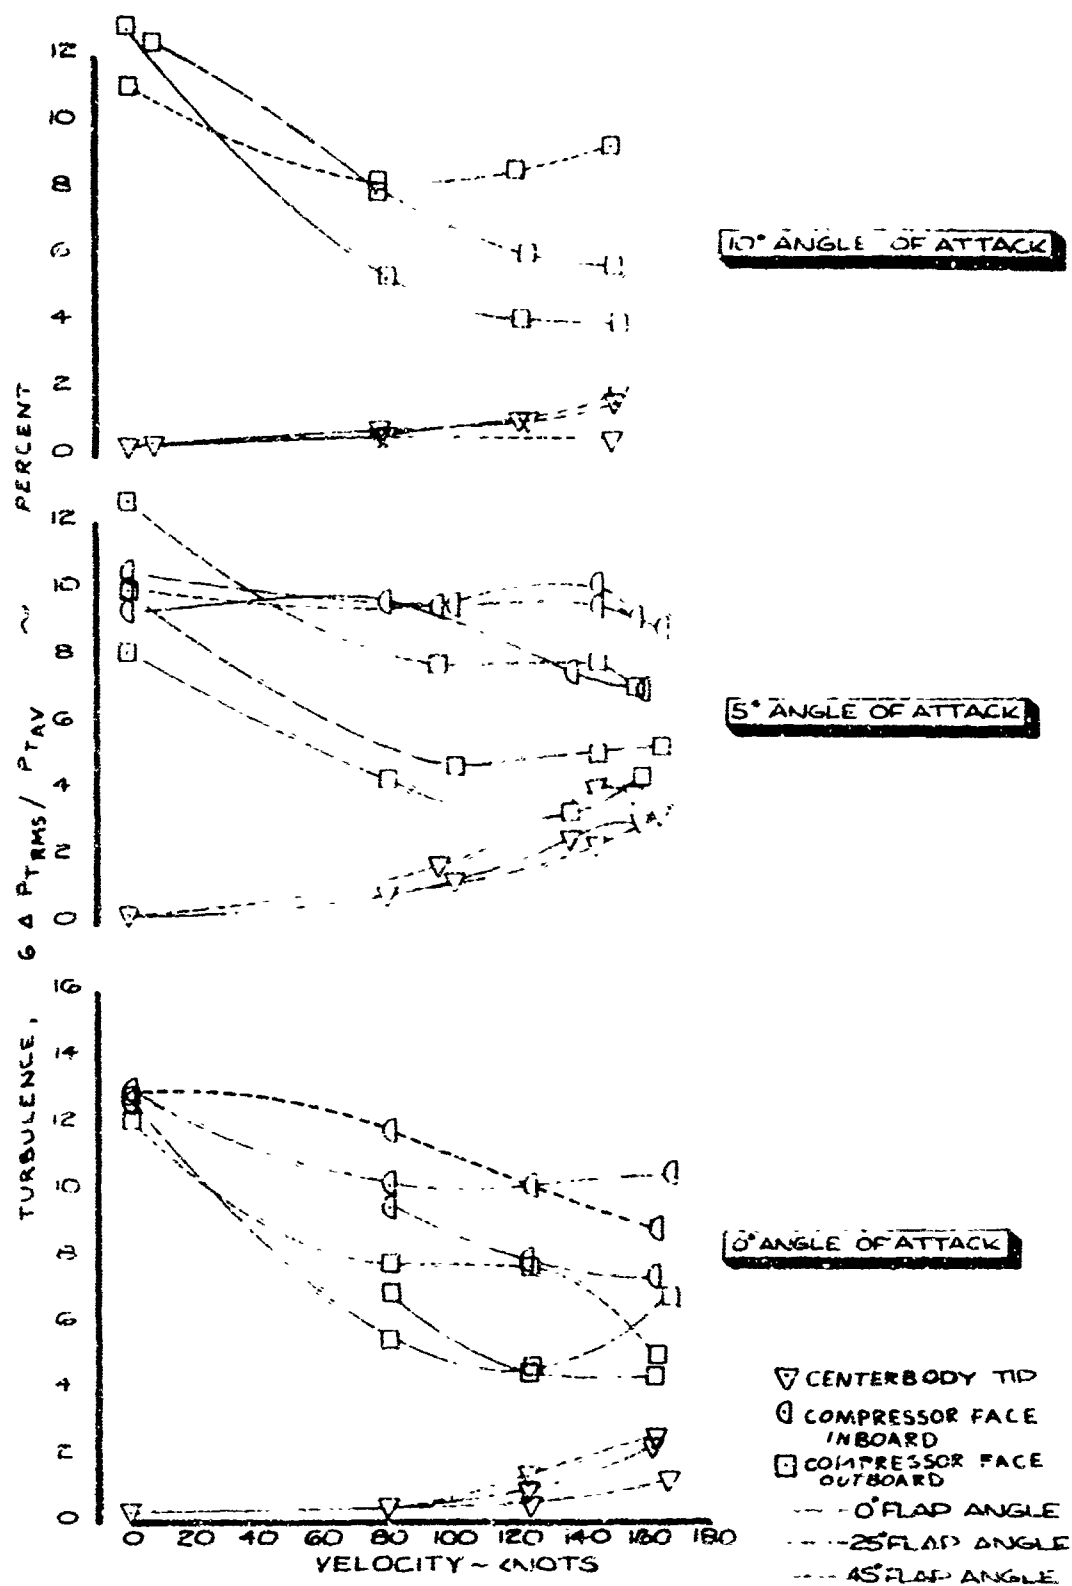 12
10
8
6
4
2
0
10° ANGLE OF ATTACK
12
10
8
6
4
2
0
5° ANGLE OF ATTACK
16
14
12
10
8
6
4
2
0
0° ANGLE OF ATTACK
TURBULENCE, 6 Δ PTRMS / PTAV ~ PERCENT
0 20 40 60 80 100 120 140 160 180
VELOCITY ~ KNOTS
CENTERBODY TIP
COMPRESSOR FACE
INBOARD
COMPRESSOR FACE
OUTBOARD
0° FLAP ANGLE
25° FLAP ANGLE
45° FLAP ANGLE